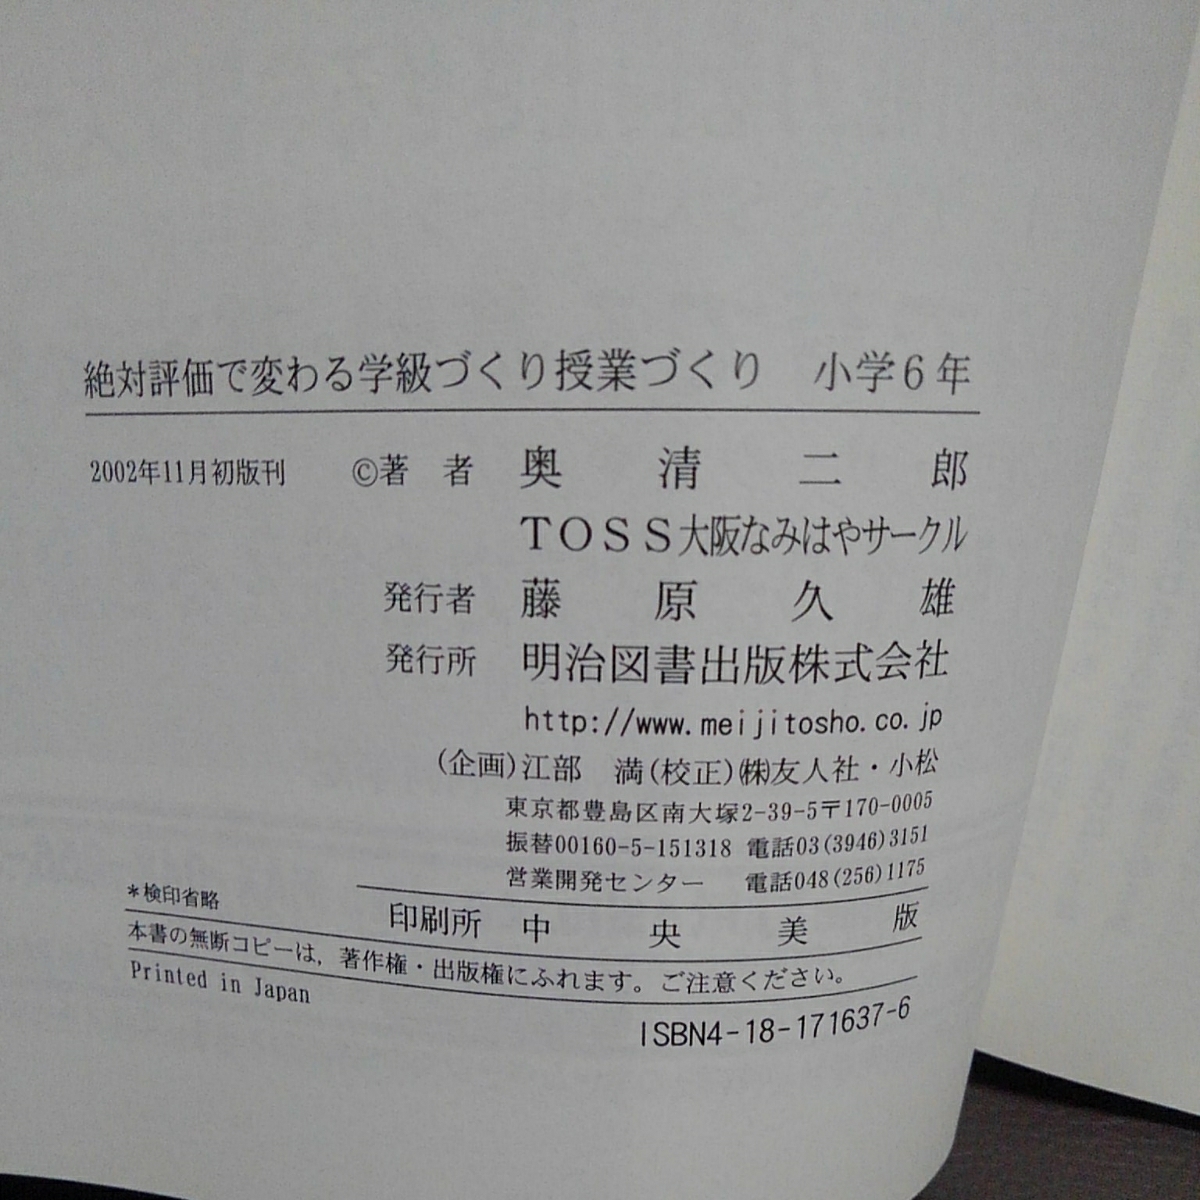 絶対評価で変わる学級づくり授業づくり　小学6年
2002年11月初版刊　©著　者　奥　清　二　郎
TOSS大阪なみはやサークル
発行者　藤　原　久　雄
発行所　明治図書出版株式会社
http://www.meijitosho.co.jp
(企画)江部　満(校正)㈱友人社・小松
東京都豊島区南大塚2-39-5〒170-0005
振替00160-5-151318　電話03(3946)3151
営業開発センター　電話048(256)1175
＊検印省略　印刷所　中　央　美　版
本書の無断コピーは，著作権・出版権にふれます。ご注意ください。
Printed in Japan
ISBN4-18-171637-6